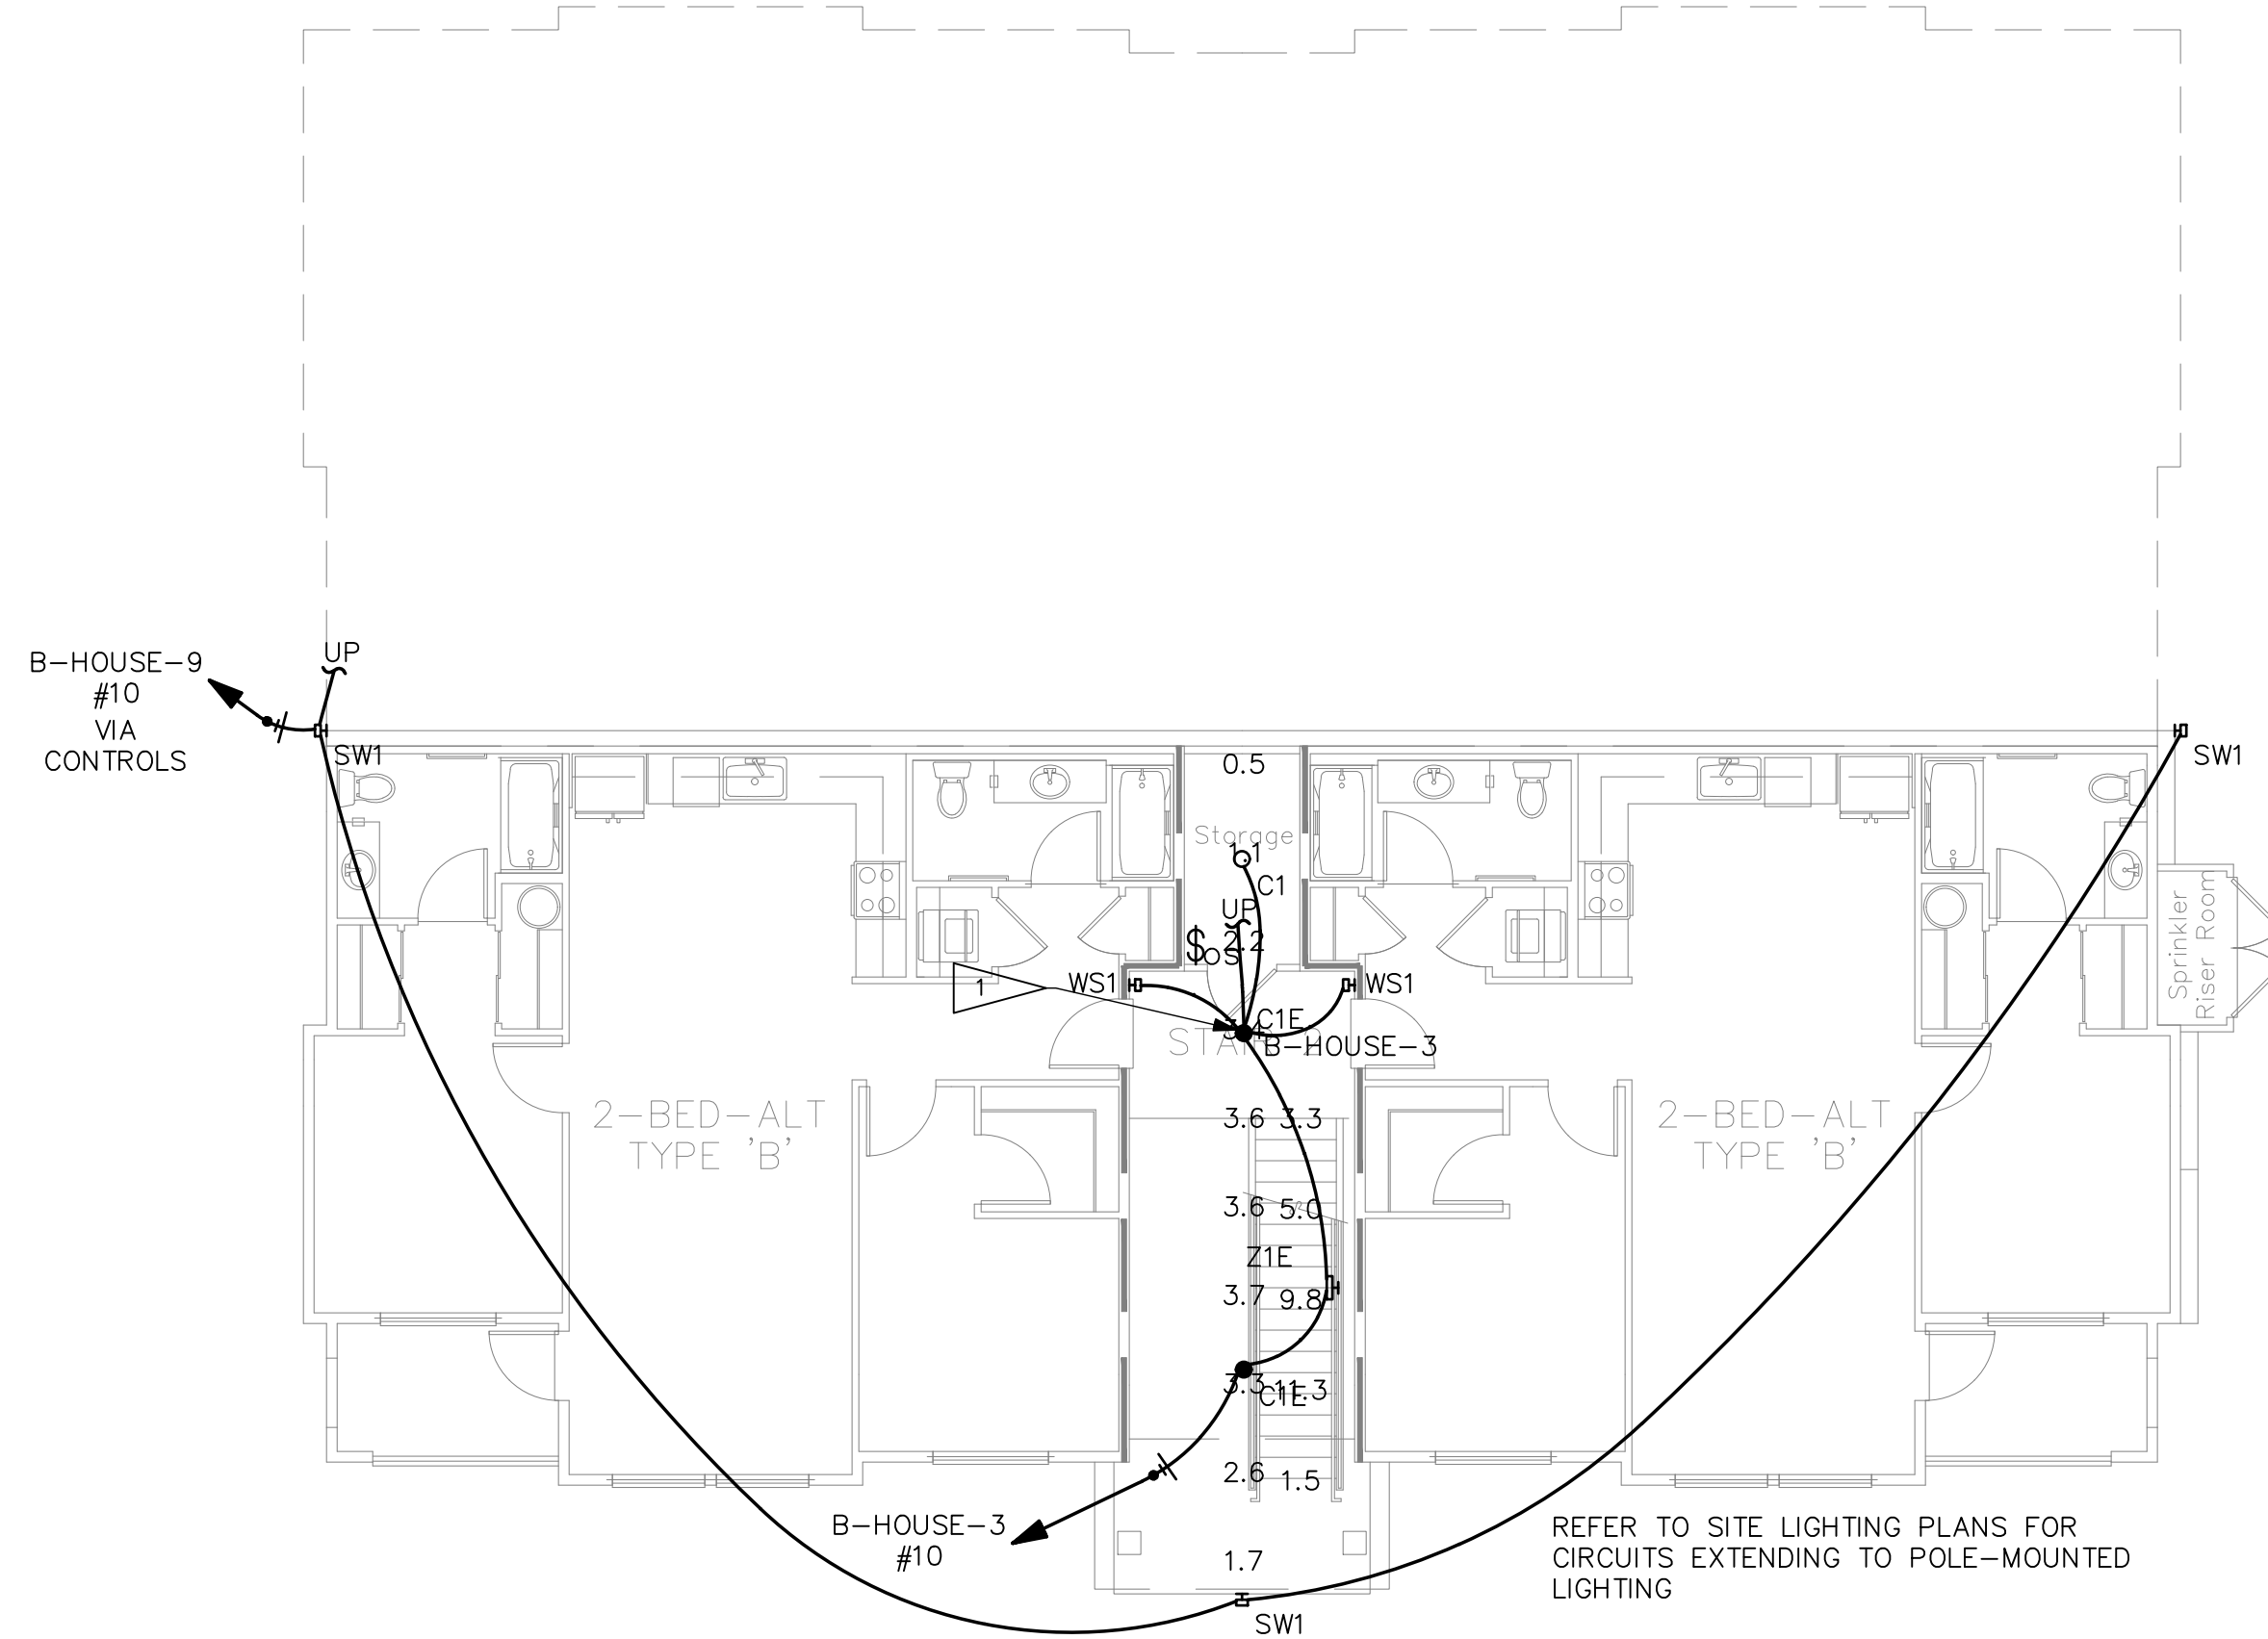 UP
B-HOUSE-9
#10
VIA
CONTROLS
SW1
SW1
0.5
Storage
1.1
C1
UP
2.2
$os
WS1
WS1
1
C1E
B-HOUSE-3
2-BED-ALT
TYPE 'B'
2-BED-ALT
TYPE 'B'
Sprinkler
Riser Room
3.6 3.3
3.6 5.0
Z1E
3.7 9.8
3.3 11.3
C1E
2.6 1.5
B-HOUSE-3
#10
1.7
SW1
REFER TO SITE LIGHTING PLANS FOR
CIRCUITS EXTENDING TO POLE-MOUNTED
LIGHTING